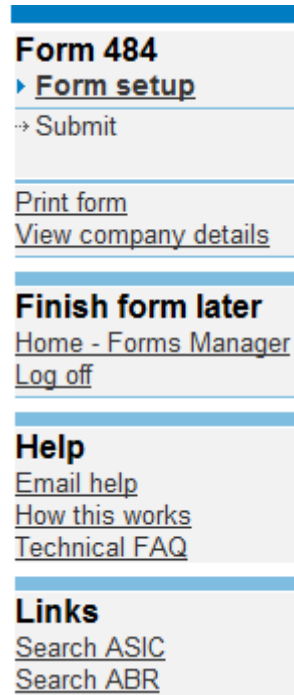 Form 484
Form setup
Submit
Print form
View company details
Finish form later
Home - Forms Manager
Log off
Help
Email help
How this works
Technical FAQ
Links
Search ASIC
Search ABR